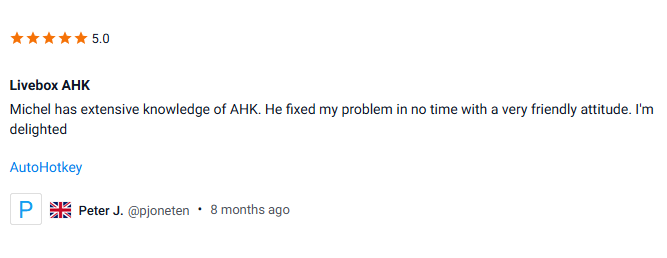 5.0
Livebox AHK
Michel has extensive knowledge of AHK. He fixed my problem in no time with a very friendly attitude. I'm
delighted
AutoHotkey
P Peter J. @pjoneten • 8 months ago